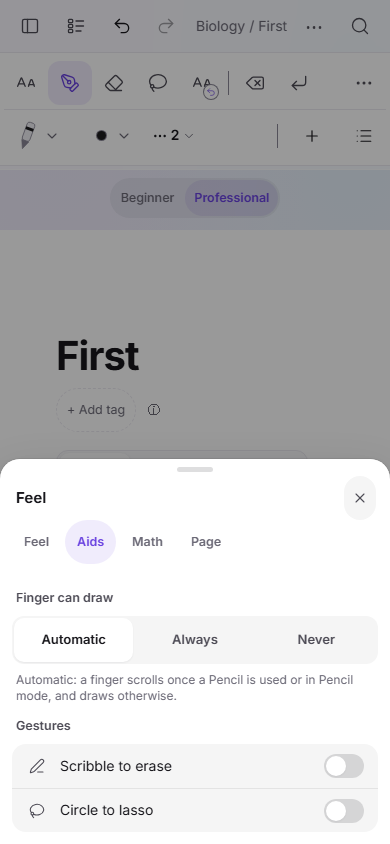 Biology / First
AA
AA
2
Beginner
Professional
First
+ Add tag
Feel
Feel
Aids
Math
Page
Finger can draw
Automatic
Always
Never
Automatic: a finger scrolls once a Pencil is used or in Pencil
mode, and draws otherwise.
Gestures
Scribble to erase
Circle to lasso